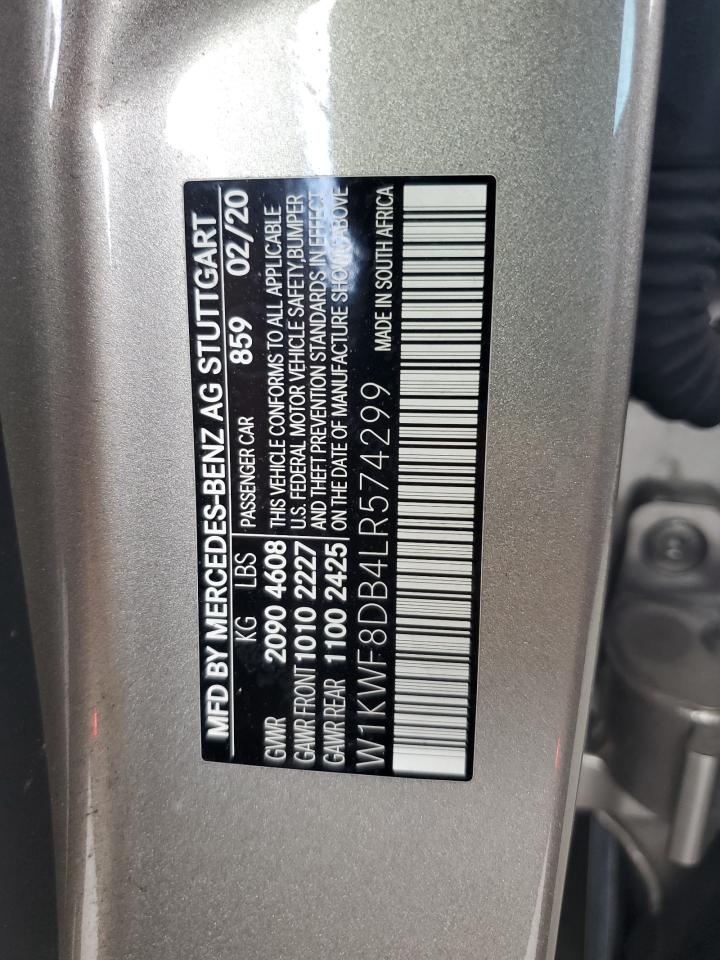 MFD BY MERCEDES-BENZ AG STUTTGART
KG LBS PASSENGER CAR 859 02/20
GWR 2090 4608 THIS VEHICLE CONFORMS TO ALL APPLICABLE
GAWR FRONT 1010 2227 U.S. FEDERAL MOTOR VEHICLE SAFETY,BUMPER
GAWR REAR 1100 2425 AND THEFT PREVENTION STANDARDS IN EFFECT
ON THE DATE OF MANUFACTURE SHOWN ABOVE
W1KWF8DB4LR574299 MADE IN SOUTH AFRICA